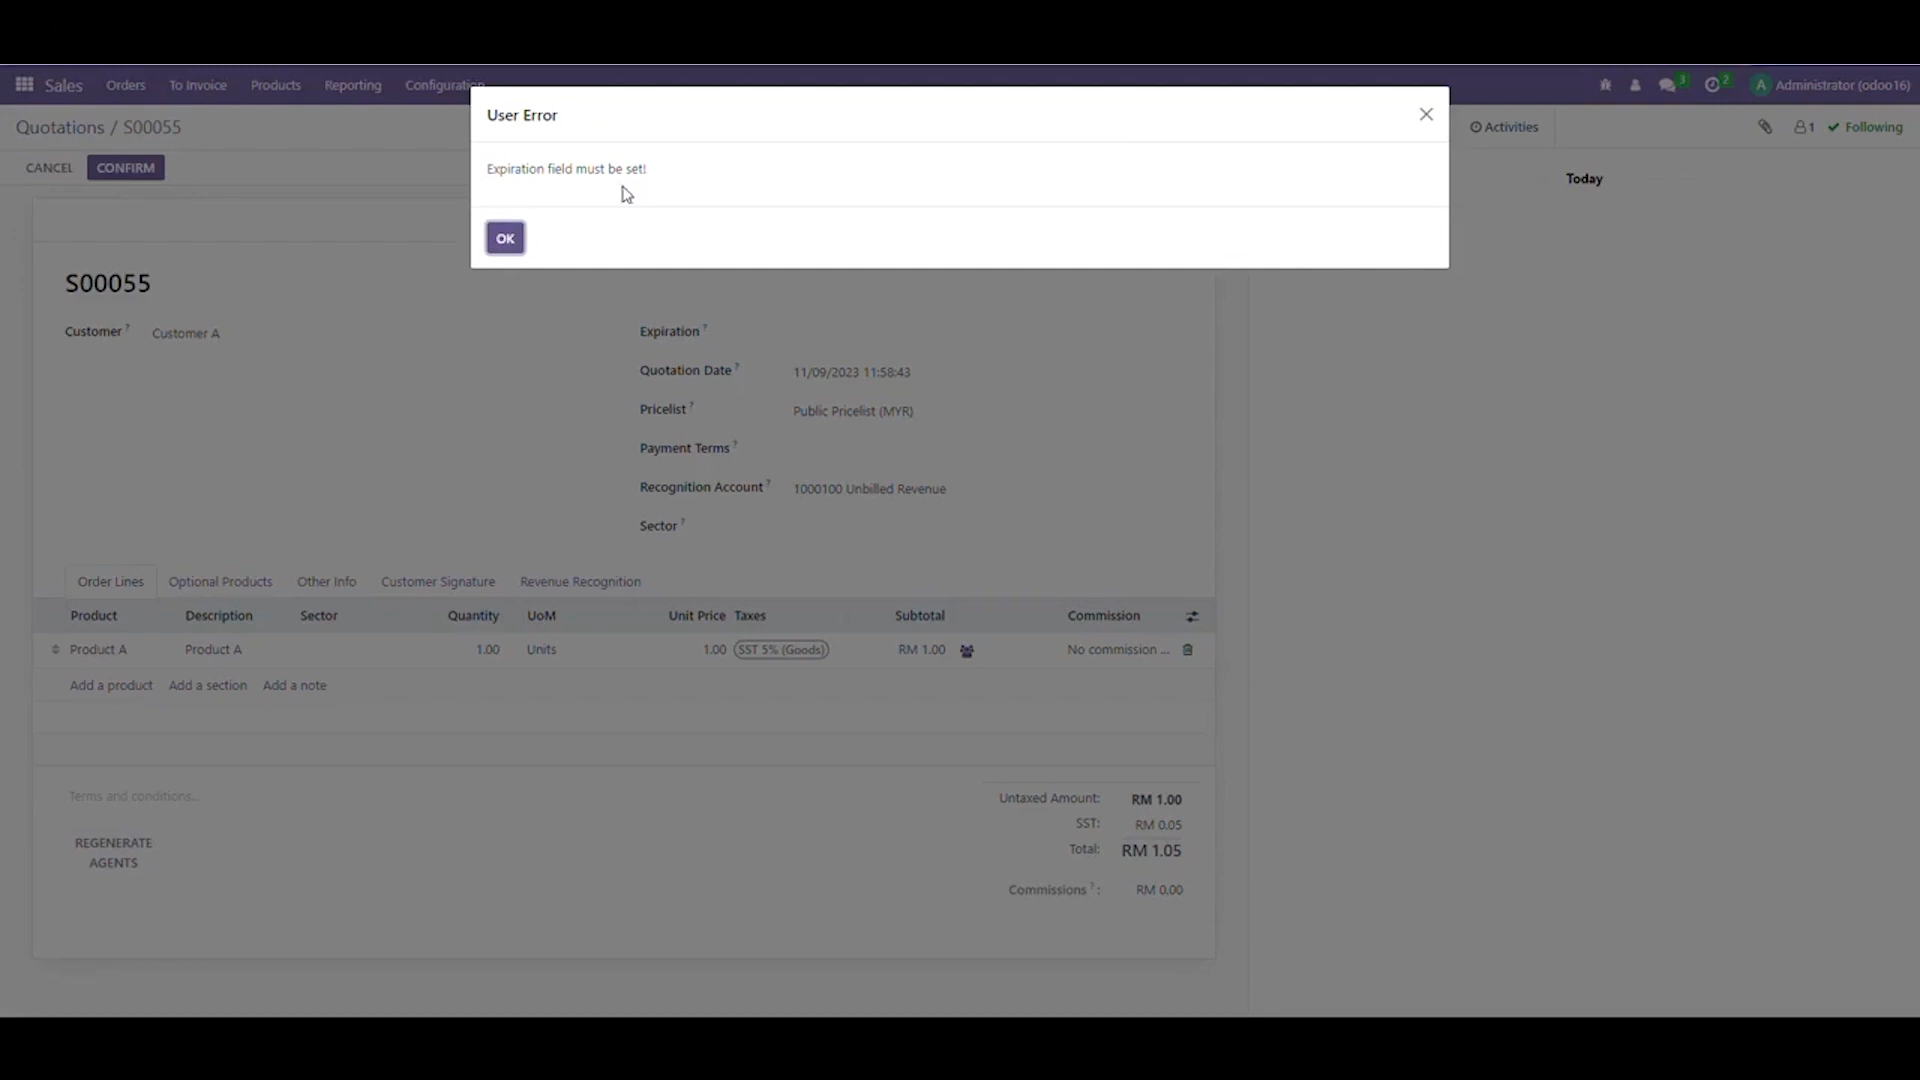 Sales Orders To Invoice Products Reporting Configuration 3 2 A Administrator (odoo16)
Quotations / S00055
Activities 1 Following
CANCEL CONFIRM
User Error
Expiration field must be set!
OK
Today
S00055
Customer ? Customer A
Expiration ?
Quotation Date ? 11/09/2023 11:58:43
Pricelist ? Public Pricelist (MYR)
Payment Terms ?
Recognition Account ? 1000100 Unbilled Revenue
Sector ?
Order Lines Optional Products Other Info Customer Signature Revenue Recognition
Product Description Sector Quantity UoM Unit Price Taxes Subtotal Commission
Product A Product A 1.00 Units 1.00 SST 5% (Goods) RM 1.00 No commission ...
Add a product Add a section Add a note
Terms and conditions...
REGENERATE
AGENTS
Untaxed Amount: RM 1.00
SST: RM 0.05
Total: RM 1.05
Commissions ? : RM 0.00